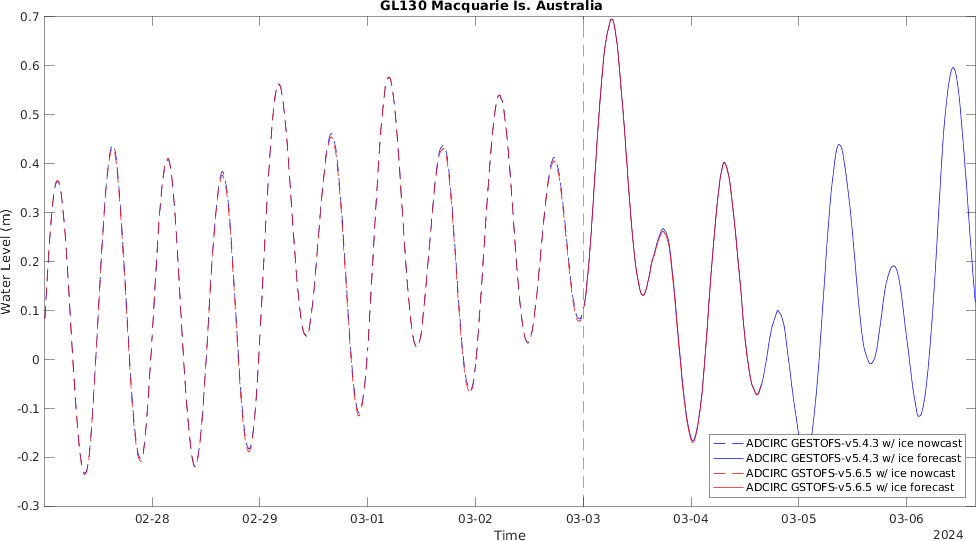 GL130 Macquarie Is. Australia
0.7
0.6
0.5
0.4
0.3
0.2
0.1
0
-0.1
-0.2
-0.3
Water Level (m)
ADCIRC GESTOFS-v5.4.3 w/ ice nowcast
ADCIRC GESTOFS-v5.4.3 w/ ice forecast
ADCIRC GSTOFS-v5.6.5 w/ ice nowcast
ADCIRC GSTOFS-v5.6.5 w/ ice forecast
02-28 02-29 03-01 03-02 03-03 03-04 03-05 03-06
Time
2024